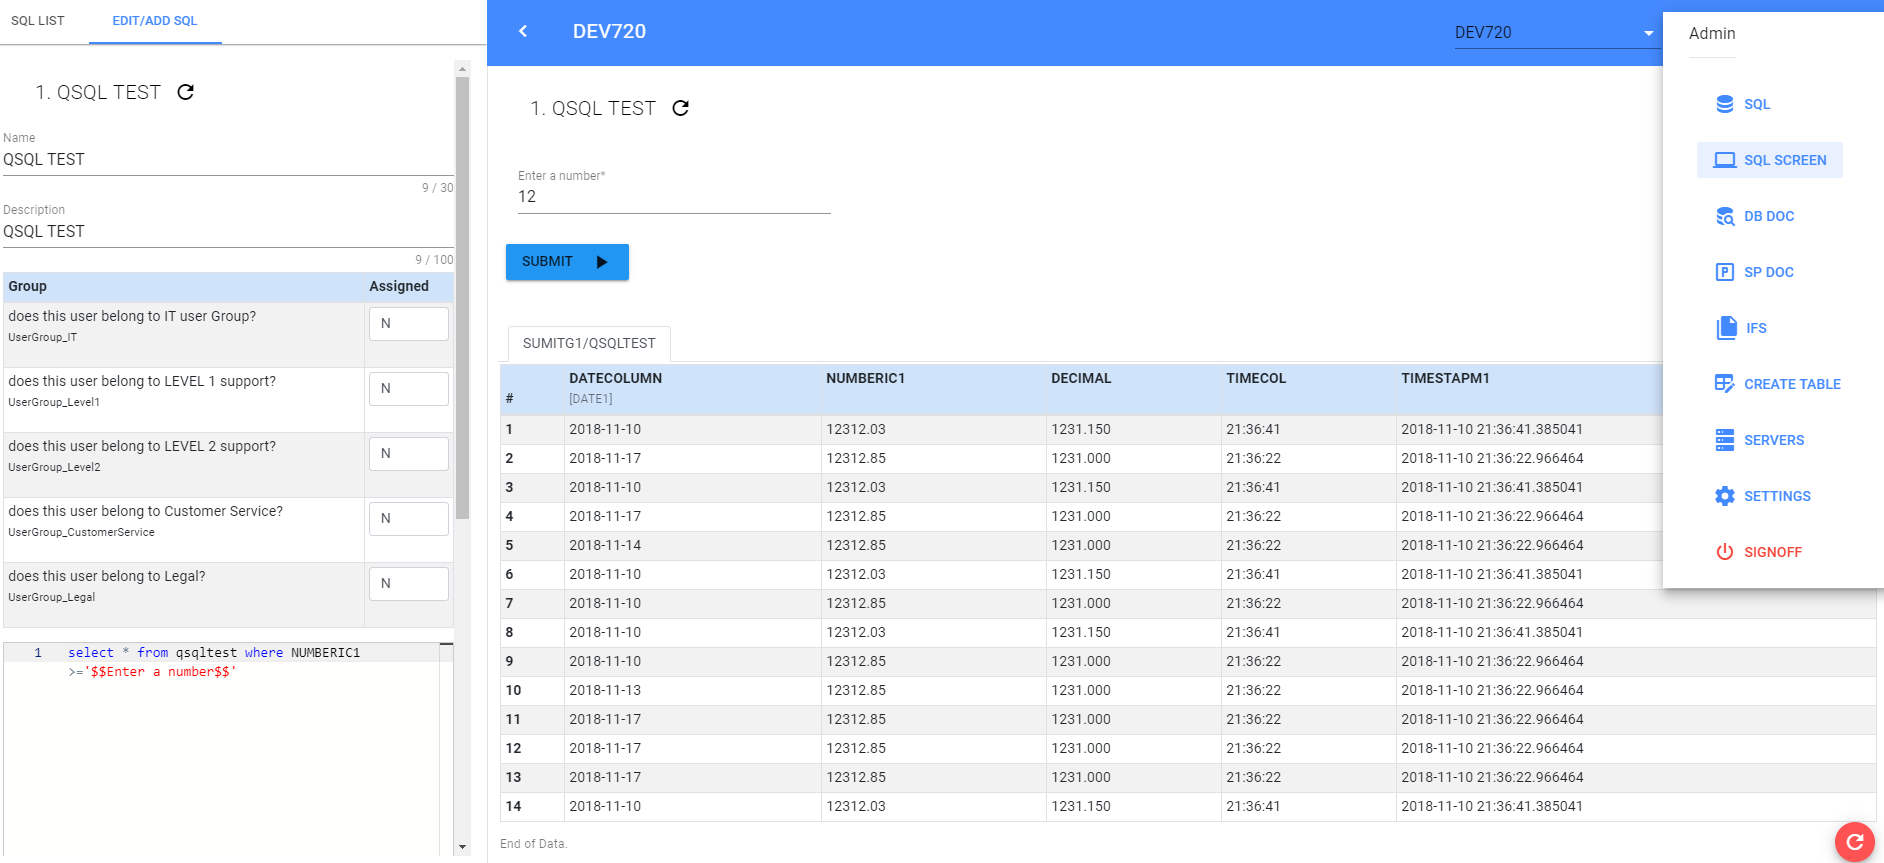 SQL LIST
EDIT/ADD SQL
1. QSQL TEST
Name
QSQL TEST
9 / 30
Description
QSQL TEST
9 / 100
Group Assigned
does this user belong to IT user Group?
UserGroup_IT
N
does this user belong to LEVEL 1 support?
UserGroup_Level1
N
does this user belong to LEVEL 2 support?
UserGroup_Level2
N
does this user belong to Customer Service?
UserGroup_CustomerService
N
does this user belong to Legal?
UserGroup_Legal
N
1 select * from qsqltest where NUMBERIC1
>='$$Enter a number$$'
DEV720
DEV720
1. QSQL TEST
Enter a number*
12
SUBMIT
SUMITG1/QSQLTEST
# DATECOLUMN [DATE1] NUMBERIC1 DECIMAL TIMECOL TIMESTAPM1
1 2018-11-10 12312.03 1231.150 21:36:41 2018-11-10 21:36:41.385041
2 2018-11-17 12312.85 1231.000 21:36:22 2018-11-10 21:36:22.966464
3 2018-11-10 12312.03 1231.150 21:36:41 2018-11-10 21:36:41.385041
4 2018-11-17 12312.85 1231.000 21:36:22 2018-11-10 21:36:22.966464
5 2018-11-14 12312.85 1231.000 21:36:22 2018-11-10 21:36:22.966464
6 2018-11-10 12312.03 1231.150 21:36:41 2018-11-10 21:36:41.385041
7 2018-11-10 12312.85 1231.000 21:36:22 2018-11-10 21:36:22.966464
8 2018-11-10 12312.03 1231.150 21:36:41 2018-11-10 21:36:41.385041
9 2018-11-10 12312.85 1231.000 21:36:22 2018-11-10 21:36:22.966464
10 2018-11-13 12312.85 1231.000 21:36:22 2018-11-10 21:36:22.966464
11 2018-11-17 12312.85 1231.000 21:36:22 2018-11-10 21:36:22.966464
12 2018-11-17 12312.85 1231.000 21:36:22 2018-11-10 21:36:22.966464
13 2018-11-17 12312.85 1231.000 21:36:22 2018-11-10 21:36:22.966464
14 2018-11-10 12312.03 1231.150 21:36:41 2018-11-10 21:36:41.385041
End of Data.
Admin
SQL
SQL SCREEN
DB DOC
P SP DOC
IFS
CREATE TABLE
SERVERS
SETTINGS
SIGNOFF